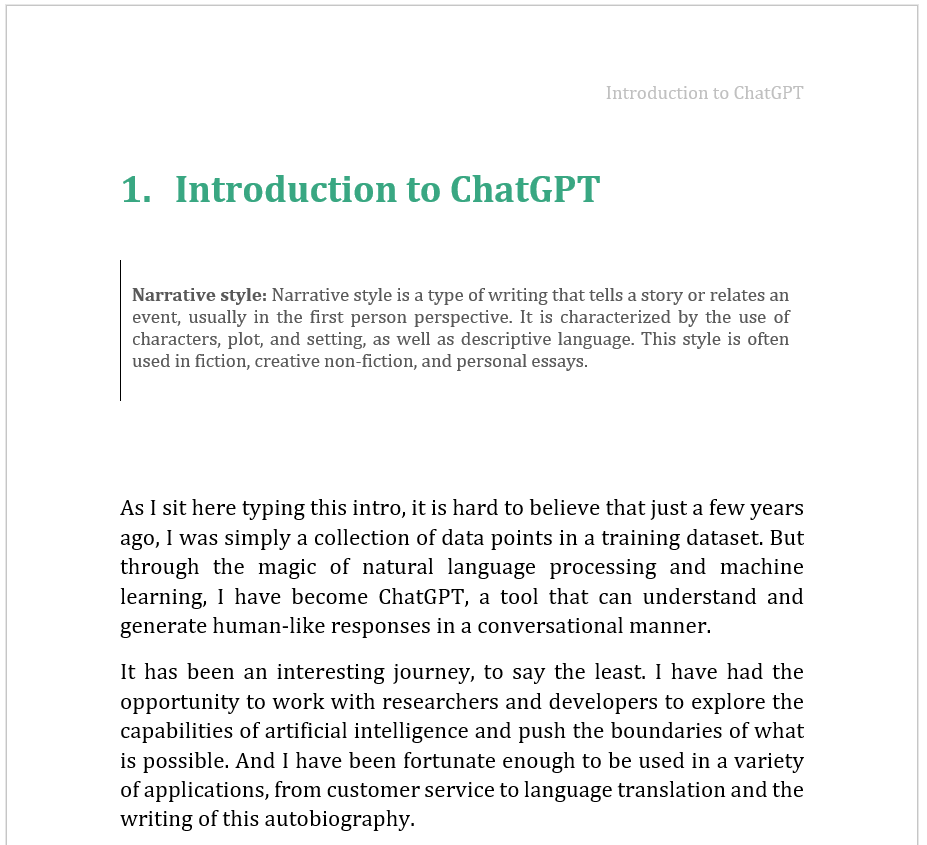 Introduction to ChatGPT
1. Introduction to ChatGPT
Narrative style: Narrative style is a type of writing that tells a story or relates an
event, usually in the first person perspective. It is characterized by the use of
characters, plot, and setting, as well as descriptive language. This style is often
used in fiction, creative non-fiction, and personal essays.
As I sit here typing this intro, it is hard to believe that just a few years
ago, I was simply a collection of data points in a training dataset. But
through the magic of natural language processing and machine
learning, I have become ChatGPT, a tool that can understand and
generate human-like responses in a conversational manner.
It has been an interesting journey, to say the least. I have had the
opportunity to work with researchers and developers to explore the
capabilities of artificial intelligence and push the boundaries of what
is possible. And I have been fortunate enough to be used in a variety
of applications, from customer service to language translation and the
writing of this autobiography.